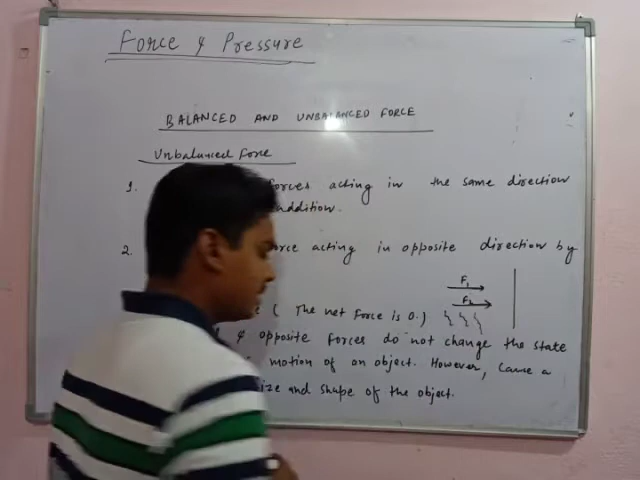 Force & Pressure
BALANCED AND UNBALANCED FORCE
Unbalanced Force
1. forces acting in the same direction
addition.
2. orce acting in opposite direction by
F1
F2
e ( The net force is 0.)
& opposite forces do not change the state
motion of an object. However, cause a
size and shape of the object.